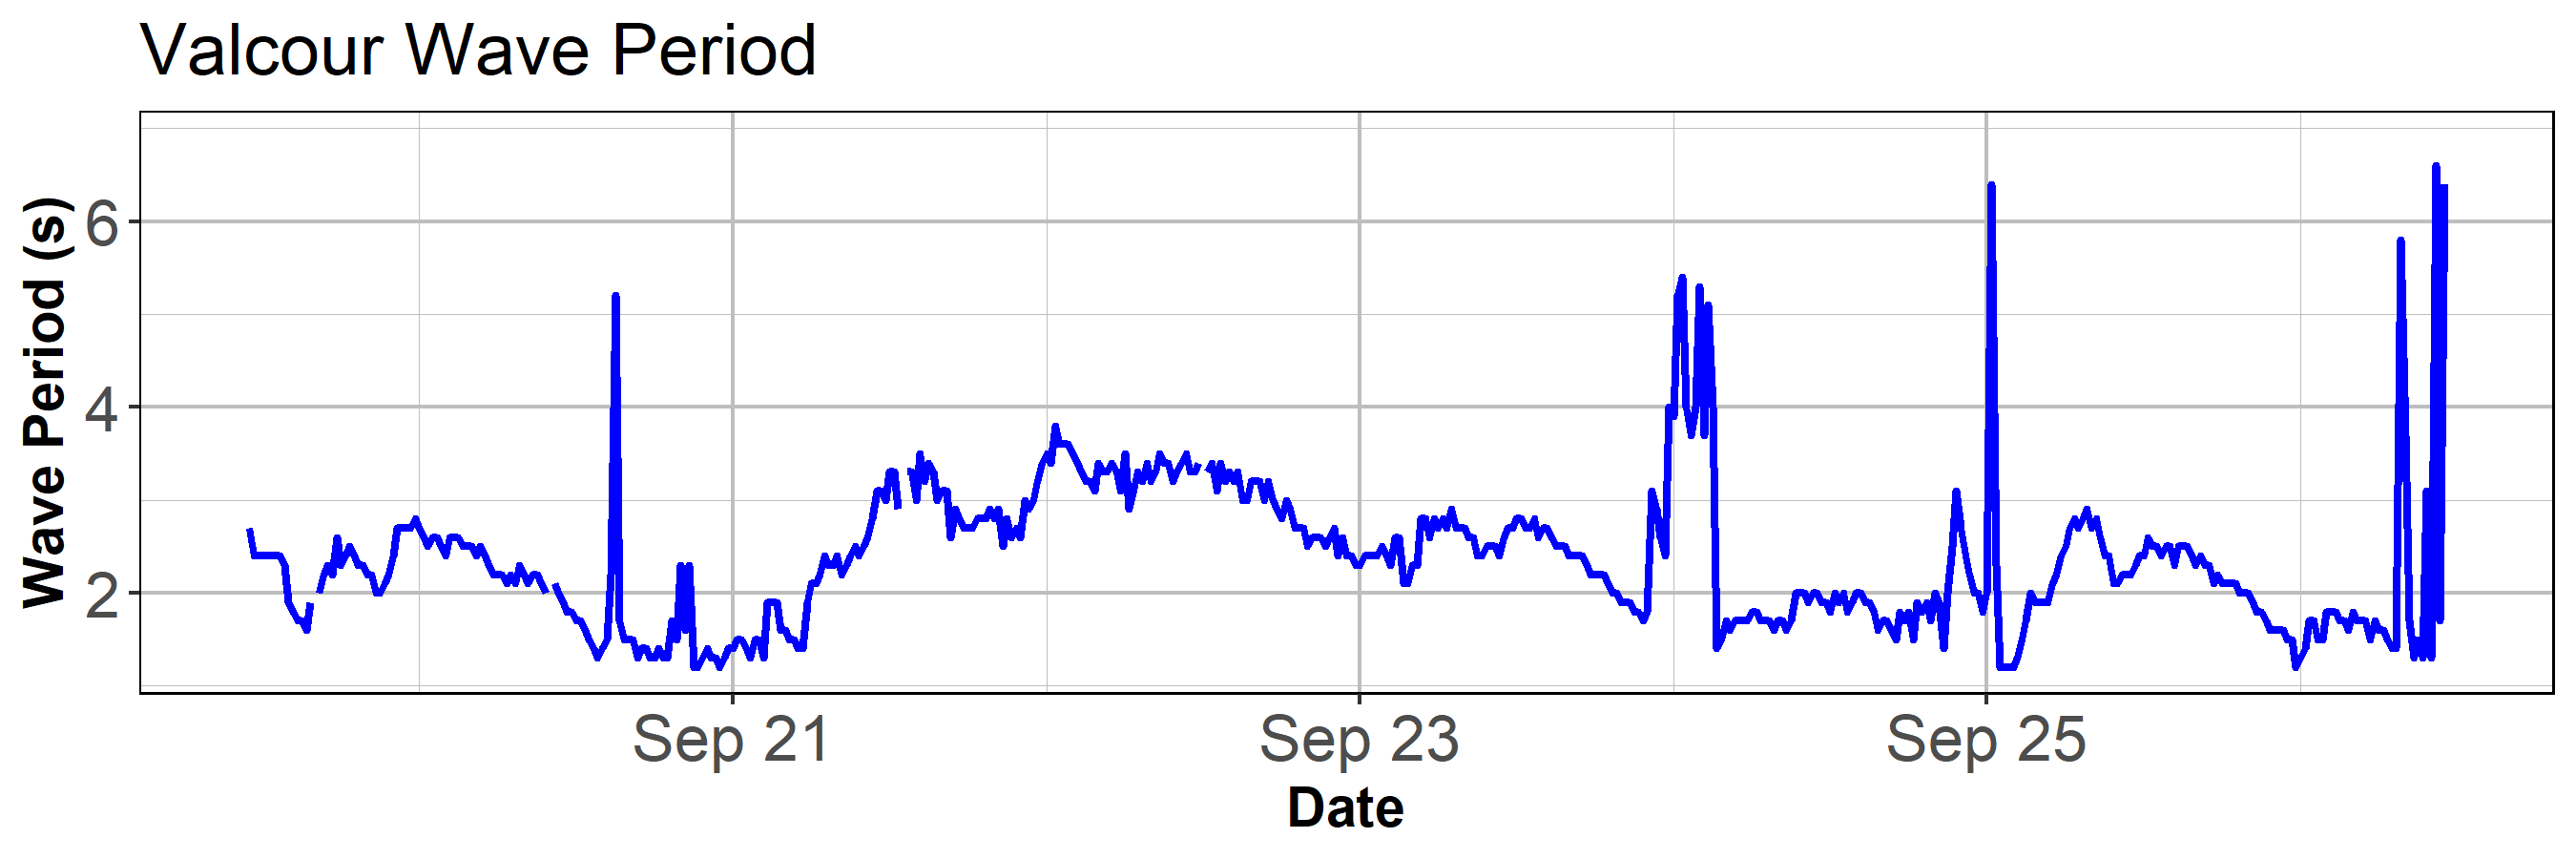 Valcour Wave Period
Wave Period (s)
6
4
2
Sep 21
Sep 23
Sep 25
Date